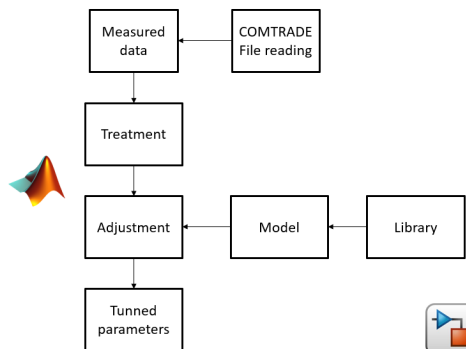 Measured
data
COMTRADE
File reading
Treatment
Adjustment
Model
Library
Tunned
parameters